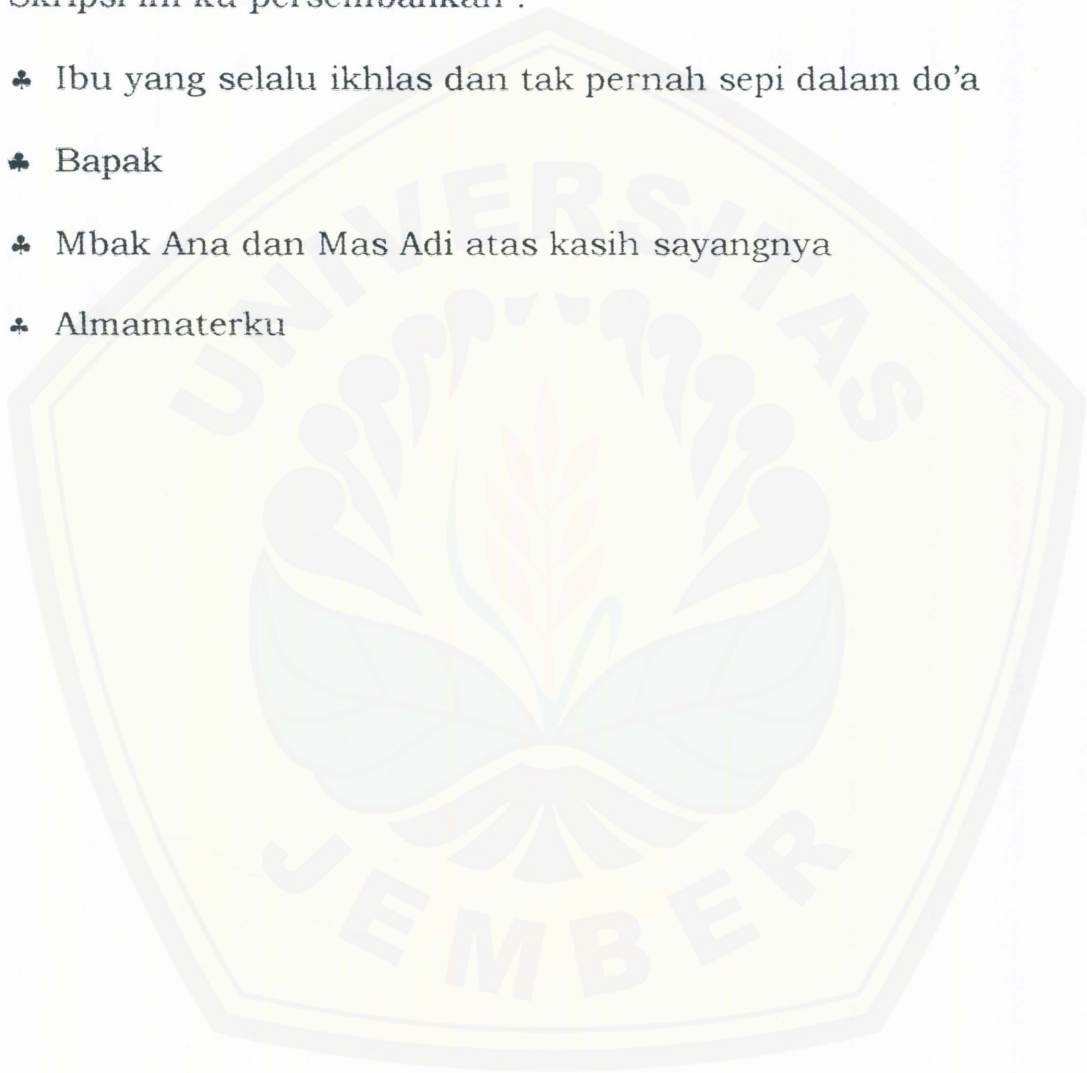 Skripsi ini ku persembahkan :
♣ Ibu yang selalu ikhlas dan tak pernah sepi dalam do'a
♣ Bapak
♣ Mbak Ana dan Mas Adi atas kasih sayangnya
♣ Almamaterku
UNIVERSITAS
JEMBER